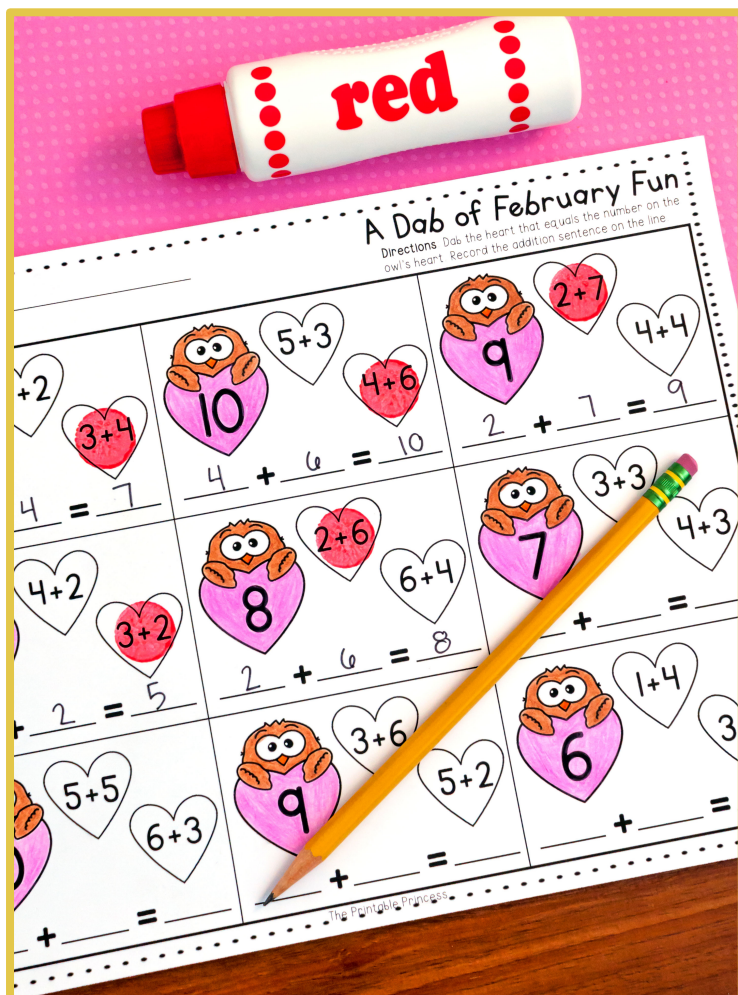 red
A Dab of February Fun
Directions Dab the heart that equals the number on the
owl's heart. Record the addition sentence on the line
+2
3+4
4 = 7
10
5+3
4+6
4 + 6 = 10
9
2+7
4+4
2 + 7 = 9
4+2
3+2
+ 2 = 5
8
2+6
6+4
2 + 6 = 8
7
3+3
4+3
+ =
5+5
6+3
+ =
9
3+6
5+2
+ =
6
1+4
3
+ =
The Printable Princess